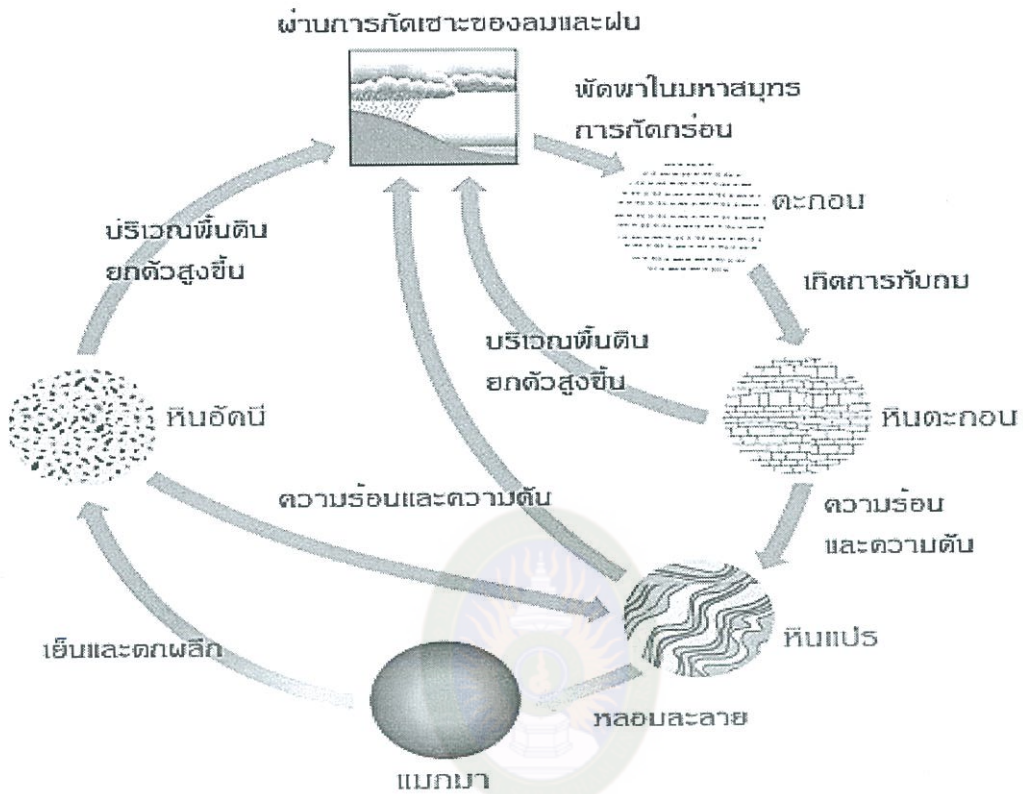 ผ่านการกัดเซาะของลมและฝน
พัดพาในมหาสมุทร
การกัดกร่อน
ตะกอน
บริเวณพื้นดิน
ยกตัวสูงขึ้น
เกิดการทับถม
บริเวณพื้นดิน
ยกตัวสูงขึ้น
หินอัคนี
หินตะกอน
ความร้อนและความดัน
ความร้อน
และความดัน
หินแปร
เย็นและตกผลึก
หลอมละลาย
แมกมา